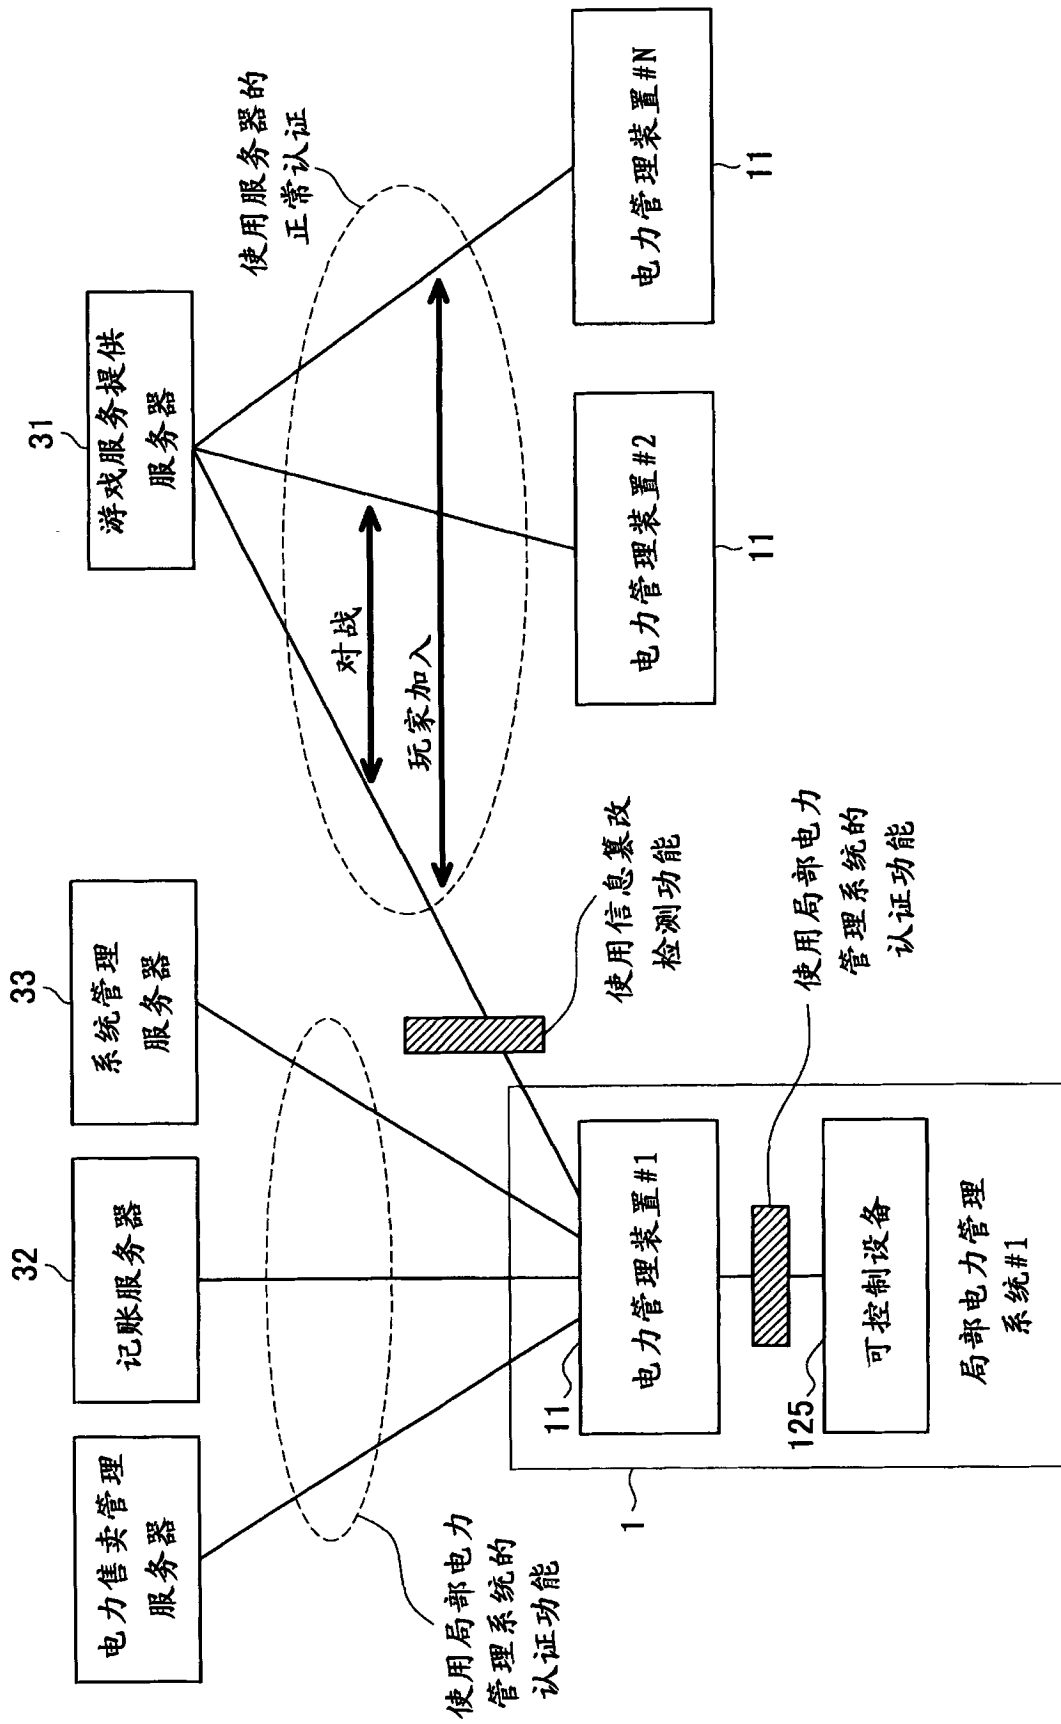 电力售卖管理
服务器
32
记账服务器
33
系统管理
服务器
31
游戏服务提供
服务器
使用服务器的
正常认证
对战
玩家加入
使用局部电力
管理系统的
认证功能
使用信息篡改
检测功能
1
11
电力管理装置#1
电力管理装置#2
11
电力管理装置#N
11
使用局部电力
管理系统的
认证功能
125
可控制设备
局部电力管理
系统#1